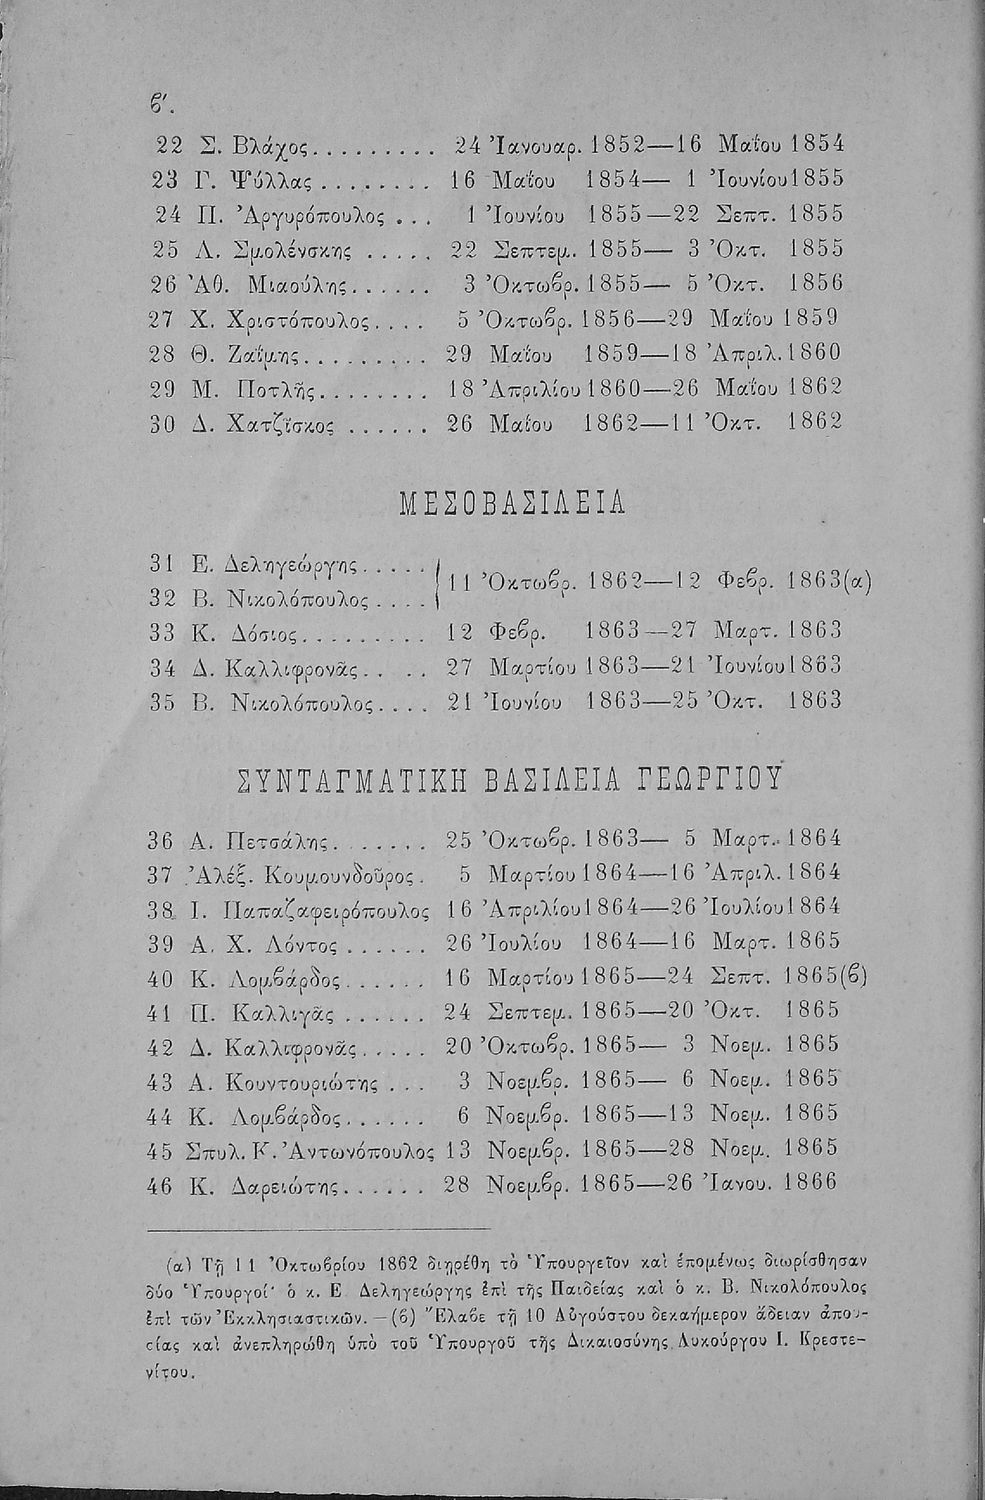 ϐ′.
22 Σ. Βλάχος......... 24 Ἰανουαρ. 1852—16 Μαΐου 1854
23 Γ. Ψύλλας........ 16 Μαΐου 1854— 1 Ἰουνίου1855
24 Π. Ἀργυρόπουλος ... 1 Ἰουνίου 1855—22 Σεπτ. 1855
25 Λ. Σμολένσκης ..... 22 Σεπτεμ. 1855— 3 Ὀκτ. 1855
26 Ἀθ. Μιαούλης...... 3 Ὀκτωϐρ. 1855— 5 Ὀκτ. 1856
27 Χ. Χριστόπουλος.... 5 Ὀκτωϐρ. 1856—29 Μαΐου 1859
28 Θ. Ζαΐμης........ 29 Μαΐου 1859—18 Ἀπριλ. 1860
29 Μ. Ποτλῆς........ 18 Ἀπριλίου 1860—26 Μαΐου 1862
30 Δ. Χατζΐσκος ...... 26 Μαΐου 1862—11 Ὀκτ. 1862
ΜΕΣΟΒΑΣΙΛΕΙΑ
31 Ε. Δεληγεώργης.....
32 Β. Νικολόπουλος....
11 Ὀκτωϐρ. 1862—12 Φεϐρ. 1863(α)
33 Κ. Δόσιος......... 12 Φεϐρ. 1863—27 Μαρτ. 1863
34 Δ. Καλλιφρονᾶς.. .. 27 Μαρτίου 1863—21 Ἰουνίου1863
35 Β. Νικολόπουλος.... 21 Ἰουνίου 1863—25 Ὀκτ. 1863
ΣΥΝΤΑΓΜΑΤΙΚΗ ΒΑΣΙΛΕΙΑ ΓΕΩΡΓΙΟΥ
36 Α. Πετσάλης....... 25 Ὀκτωϐρ. 1863— 5 Μαρτ. 1864
37 Ἀλέξ. Κουμουνδοῦρος. 5 Μαρτίου 1864—16 Ἀπριλ. 1864
38 Ι. Παπαζαφειρόπουλος 16 Ἀπριλίου1864—26 Ἰουλίου1864
39 Α. Χ. Λόντος...... 26 Ἰουλίου 1864—16 Μαρτ. 1865
40 Κ. Λομϐάρδος...... 16 Μαρτίου 1865—24 Σεπτ. 1865(ϐ)
41 Π. Καλλιγᾶς ...... 24 Σεπτεμ. 1865—20 Ὀκτ. 1865
42 Δ. Καλλιφρονᾶς..... 20 Ὀκτωϐρ. 1865— 3 Νοεμ. 1865
43 Α. Κουντουριώτης ... 3 Νοεμϐρ. 1865— 6 Νοεμ. 1865
44 Κ. Λομϐάρδος...... 6 Νοεμϐρ. 1865—13 Νοεμ. 1865
45 Σπυλ. Κ. Ἀντωνόπουλος 13 Νοεμϐρ. 1865—28 Νοεμ. 1865
46 Κ. Δαρειώτης...... 28 Νοεμϐρ. 1865—26 Ἰανου. 1866
(α) Τῇ 11 Ὀκτωϐρίου 1862 διῃρέθη τὸ Ὑπουργεῖον καὶ ἑπομένως διωρίσθησαν
δύο Ὑπουργοί· ὁ κ. Ε Δεληγεώργης ἐπὶ τῆς Παιδείας καὶ ὁ κ. Β. Νικολόπουλος
ἐπὶ τῶν Ἐκκλησιαστικῶν. —(ϐ) Ἔλαϐε τῇ 10 Αὐγούστου δεκαήμερον ἄδειαν ἀπου-
σίας καὶ ἀνεπληρώθη ὑπὸ τοῦ Ὑπουργοῦ τῆς Δικαιοσύνης Λυκούργου Ι. Κρεστε-
νίτου.